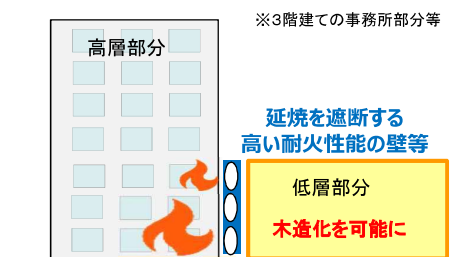 ※３階建ての事務所部分等
高層部分
延焼を遮断する
高い耐火性能の壁等
低層部分
木造化を可能に